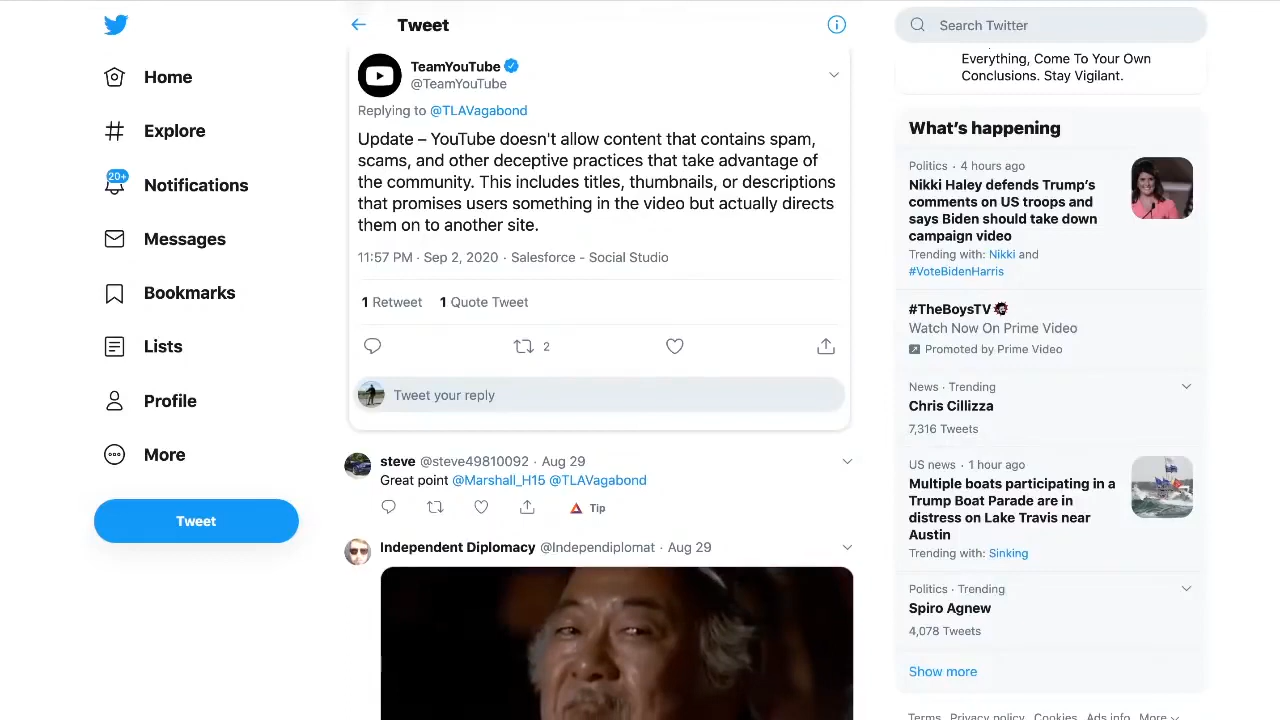 Home
Explore
20+
Notifications
Messages
Bookmarks
Lists
Profile
More
Tweet
Tweet
TeamYouTube
@TeamYouTube
Replying to @TLAVagabond
Update – YouTube doesn't allow content that contains spam,
scams, and other deceptive practices that take advantage of
the community. This includes titles, thumbnails, or descriptions
that promises users something in the video but actually directs
them on to another site.
11:57 PM · Sep 2, 2020 · Salesforce - Social Studio
1 Retweet 1 Quote Tweet
2
Tweet your reply
steve @steve49810092 · Aug 29
Great point @Marshall_H15 @TLAVagabond
Tip
Independent Diplomacy @Independiplomat · Aug 29
Search Twitter
Everything, Come To Your Own
Conclusions. Stay Vigilant.
What's happening
Politics · 4 hours ago
Nikki Haley defends Trump's
comments on US troops and
says Biden should take down
campaign video
Trending with: Nikki and
#VoteBidenHarris
#TheBoysTV
Watch Now On Prime Video
Promoted by Prime Video
News · Trending
Chris Cillizza
7,316 Tweets
US news · 1 hour ago
Multiple boats participating in a
Trump Boat Parade are in
distress on Lake Travis near
Austin
Trending with: Sinking
Politics · Trending
Spiro Agnew
4,078 Tweets
Show more
Terms Privacy policy Cookies Ads info More